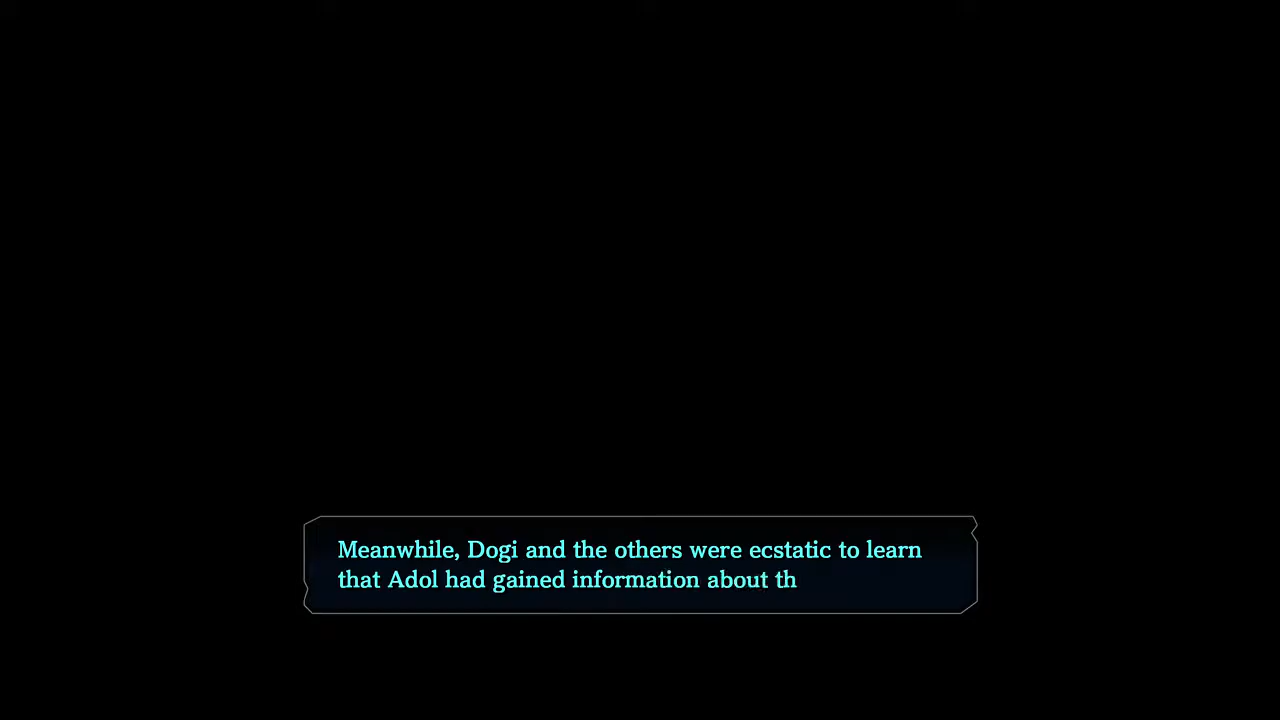 Meanwhile, Dogi and the others were ecstatic to learn
that Adol had gained information about th